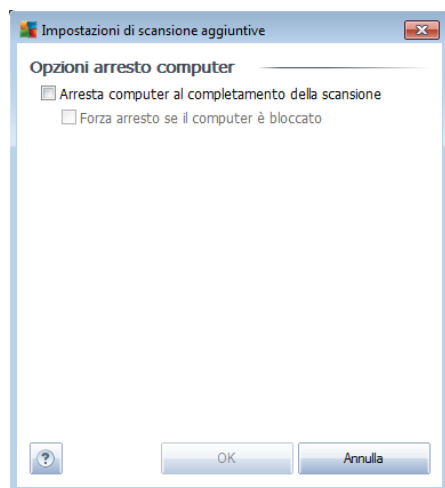 Impostazioni di scansione aggiuntive
Opzioni arresto computer
Arresta computer al completamento della scansione
Forza arresto se il computer è bloccato
?
OK
Annulla